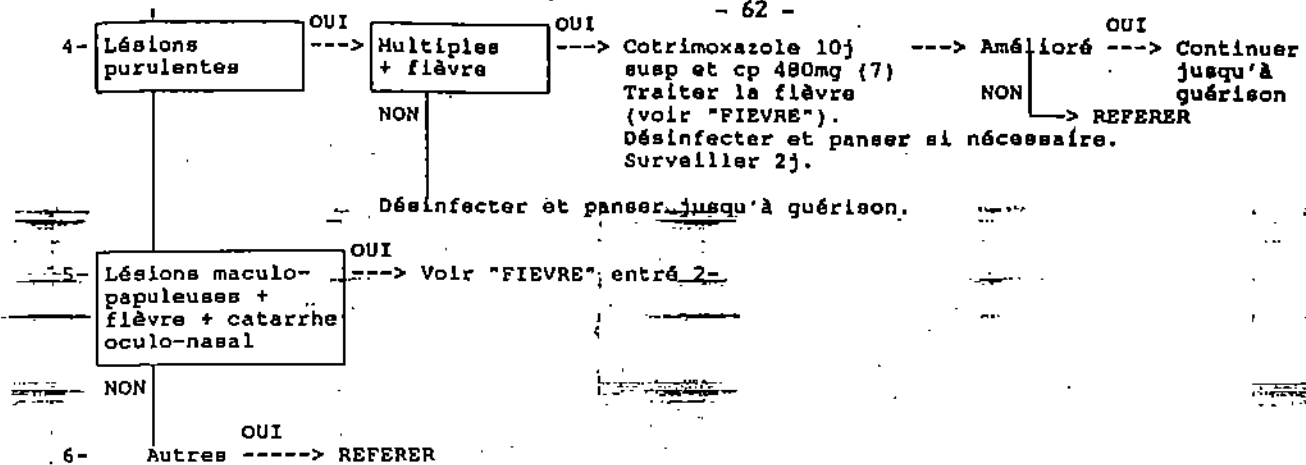 - 62 -
4- Lésions purulentes
OUI ---> Multiples + fièvre
OUI ---> Cotrimoxazole 10j
susp et cp 480mg (7)
Traiter la fièvre
(voir "FIEVRE").
Désinfecter et panser si nécessaire.
Surveiller 2j.
---> Amélioré
OUI ---> Continuer
jusqu'à
guérison
NON
---> REFERER
NON
Désinfecter et panser jusqu'à guérison.
5- Lésions maculo-
papuleuses +
fièvre + catarrhe
oculo-nasal
OUI
---> Voir "FIEVRE", entré 2-
NON
OUI
6- Autres -----> REFERER